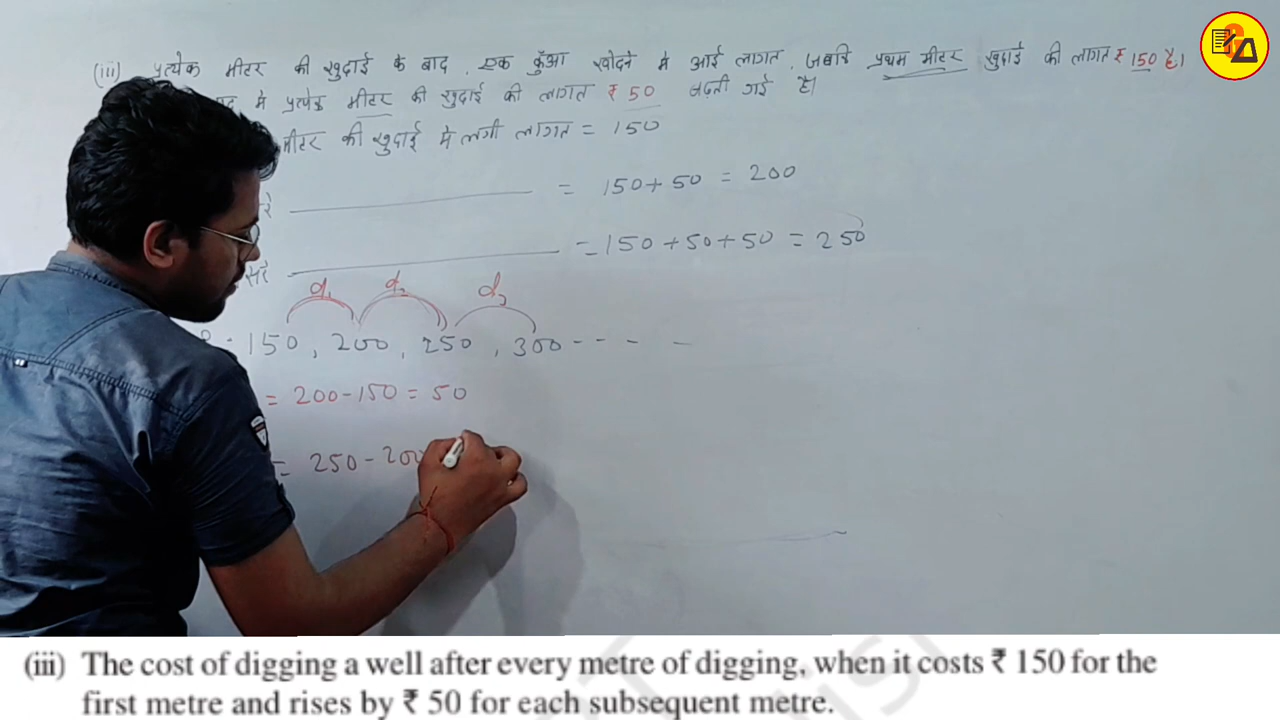 (iii) प्रत्येक मीटर की खुदाई के बाद, एक कुँआ खोदने मे आई लागत, जबकि प्रथम मीटर खुदाई की लागत ₹ 150 है।
मे प्रत्येक मीटर की खुदाई की लागत ₹ 50 बढ़ती गई है।
मीटर की खुदाई मे लगी लागत = 150
= 150+50 = 200
= 150+50+50 = 250
d₁ d₂ d₃
150, 200, 250, 300 - - - -
= 200-150 = 50
= 250-200
(iii) The cost of digging a well after every metre of digging, when it costs ₹ 150 for the
first metre and rises by ₹ 50 for each subsequent metre.